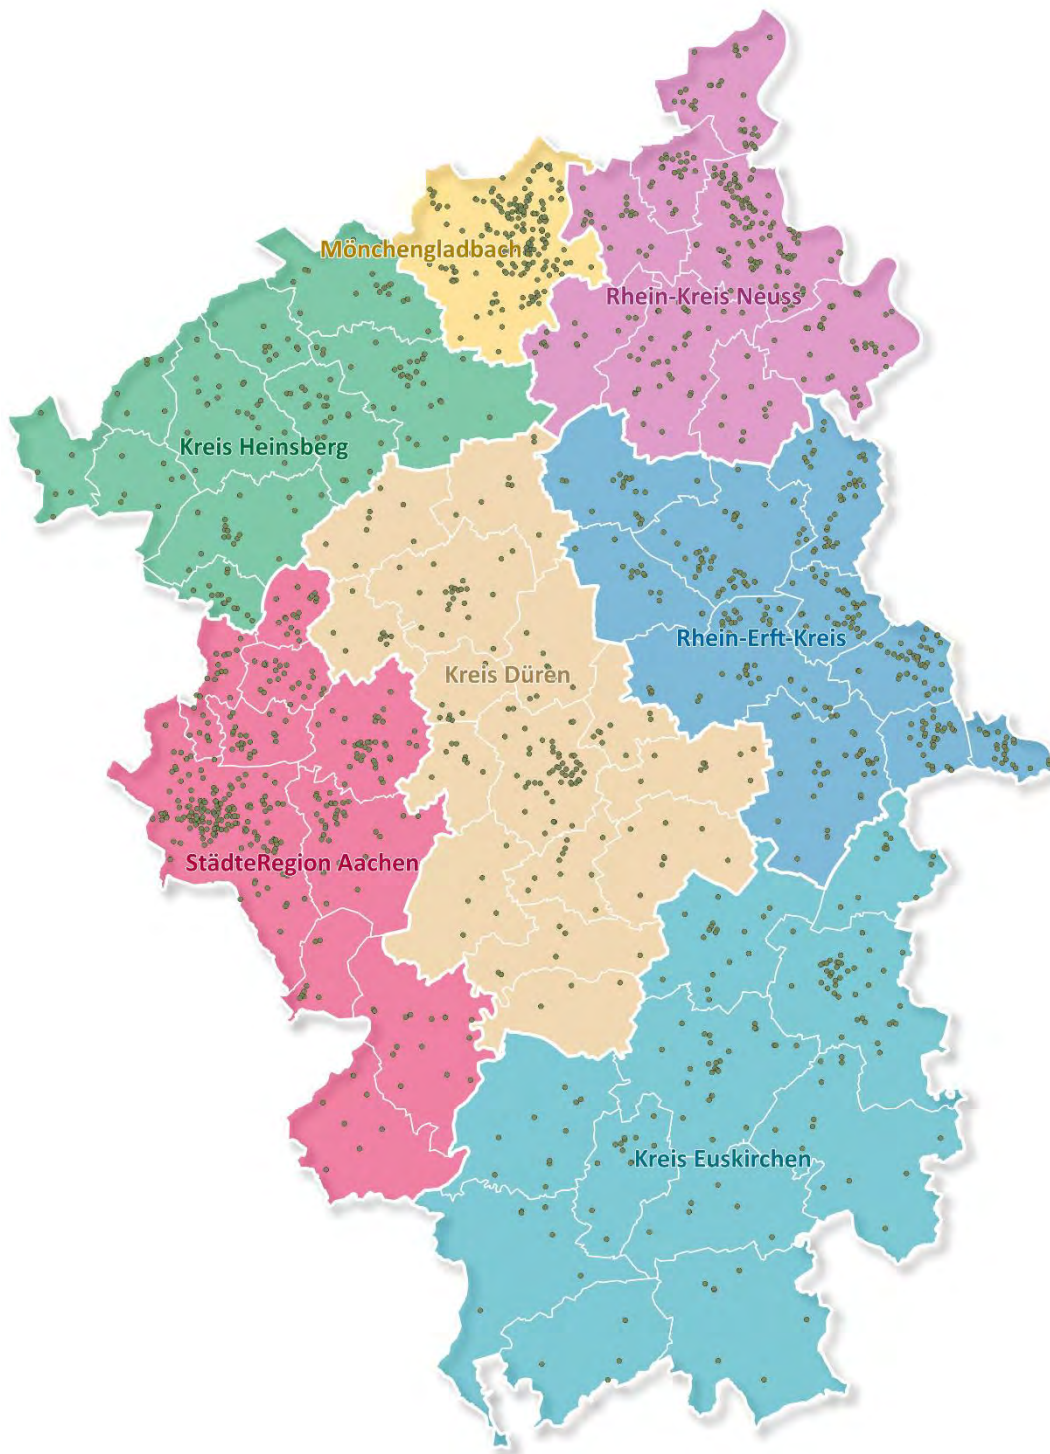 Mönchengladbach
Rhein-Kreis Neuss
Kreis Heinsberg
Rhein-Erft-Kreis
Kreis Düren
StädteRegion Aachen
Kreis Euskirchen